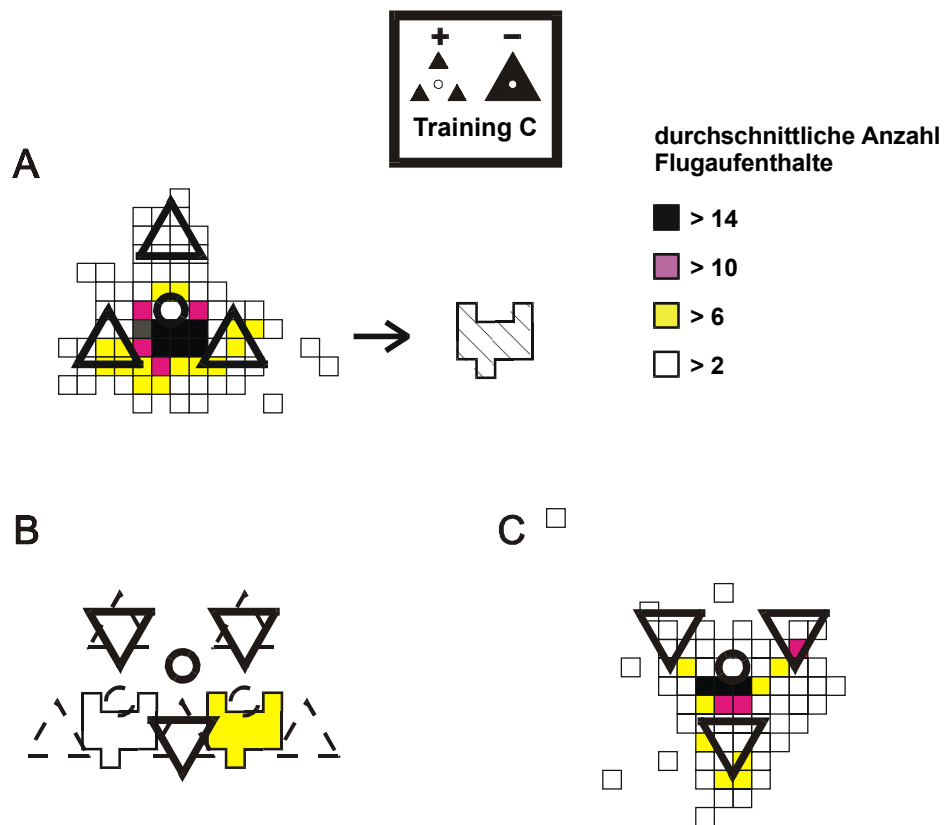 + -
Training C
durchschnittliche Anzahl
Flugaufenthalte
> 14
> 10
> 6
> 2
A
B
C